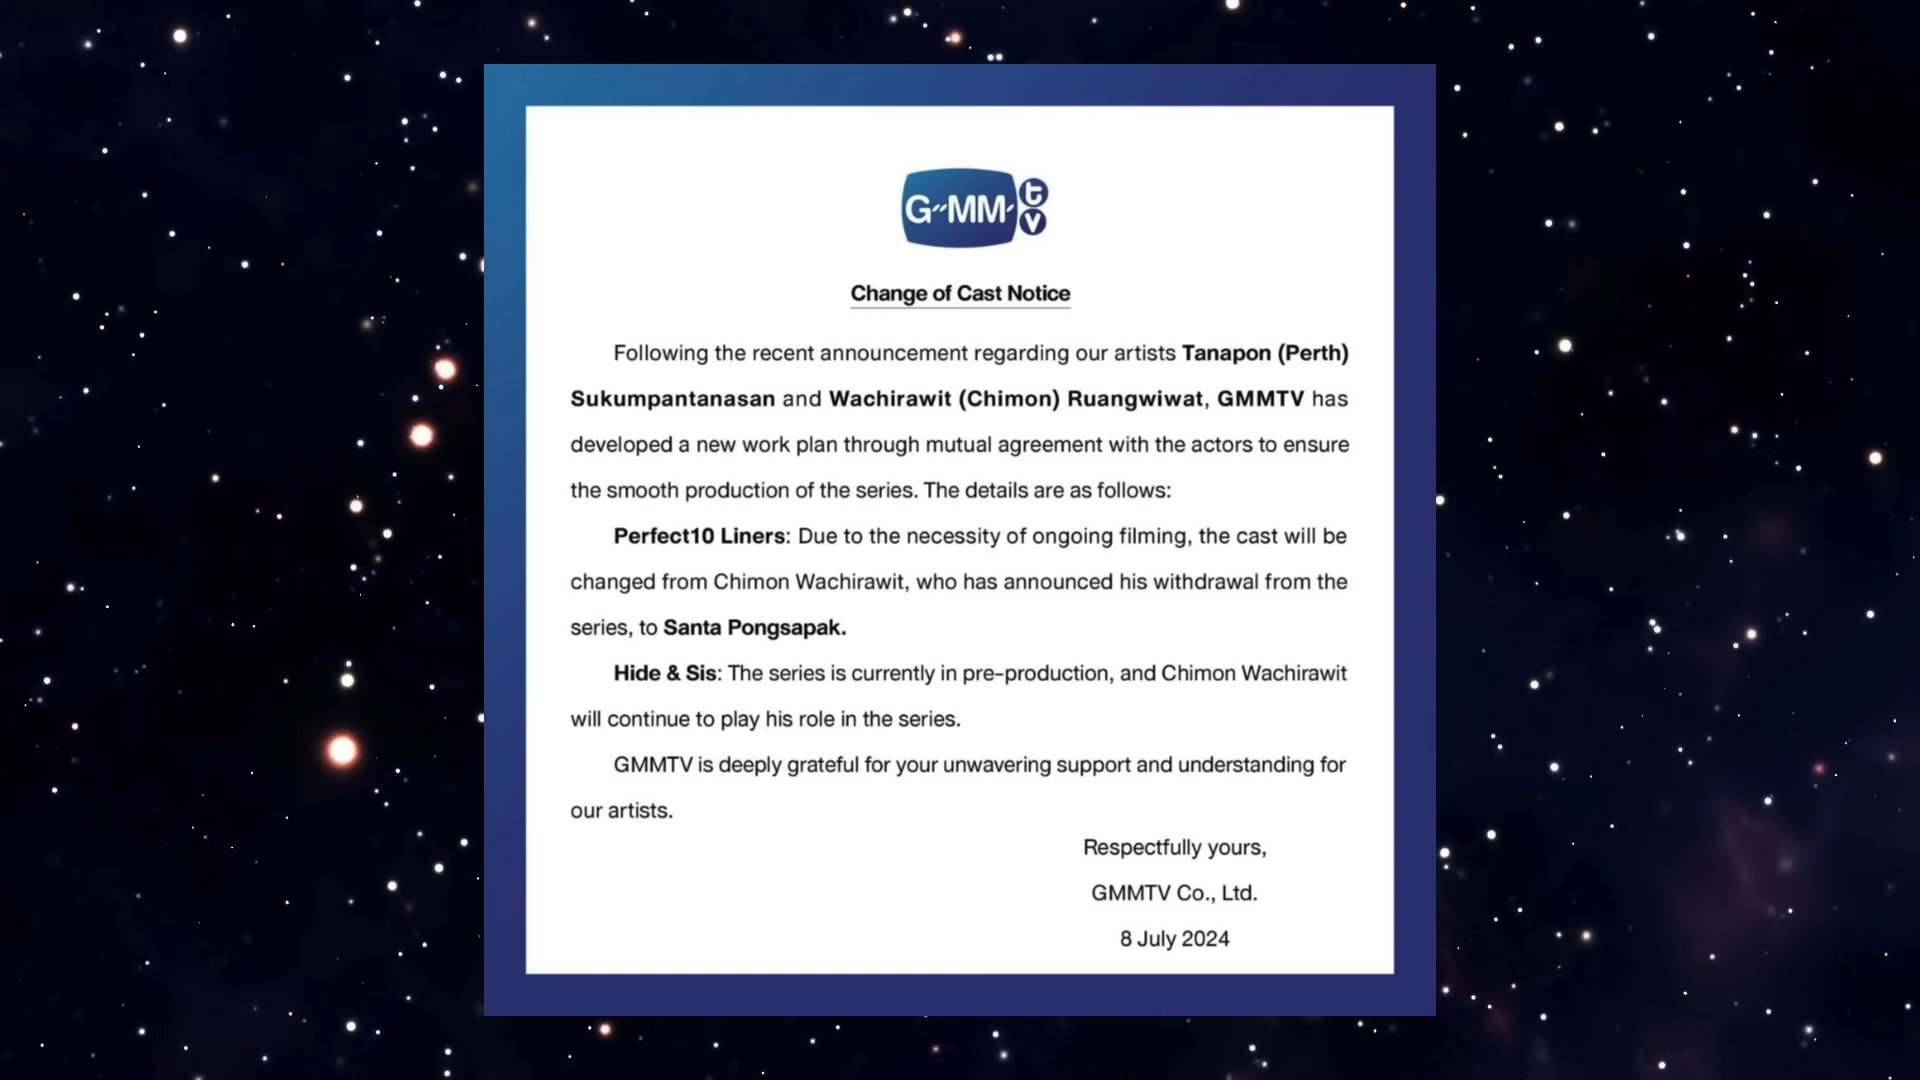 G"MM' tv
Change of Cast Notice
Following the recent announcement regarding our artists Tanapon (Perth)
Sukumpantanasan and Wachirawit (Chimon) Ruangwiwat, GMMTV has
developed a new work plan through mutual agreement with the actors to ensure
the smooth production of the series. The details are as follows:
Perfect10 Liners: Due to the necessity of ongoing filming, the cast will be
changed from Chimon Wachirawit, who has announced his withdrawal from the
series, to Santa Pongsapak.
Hide & Sis: The series is currently in pre-production, and Chimon Wachirawit
will continue to play his role in the series.
GMMTV is deeply grateful for your unwavering support and understanding for
our artists.
Respectfully yours,
GMMTV Co., Ltd.
8 July 2024